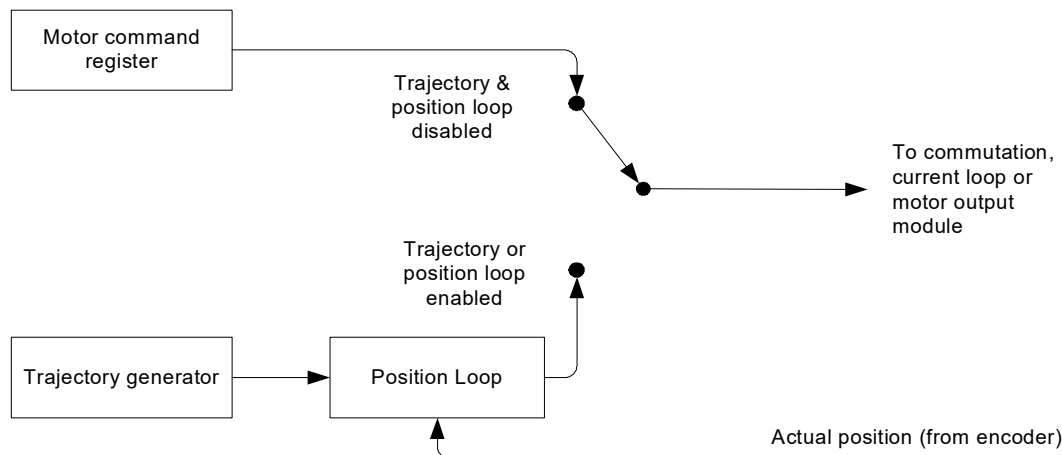 Motor command
register
Trajectory &
position loop
disabled
To commutation,
current loop or
motor output
module
Trajectory or
position loop
enabled
Trajectory generator
Position Loop
Actual position (from encoder)